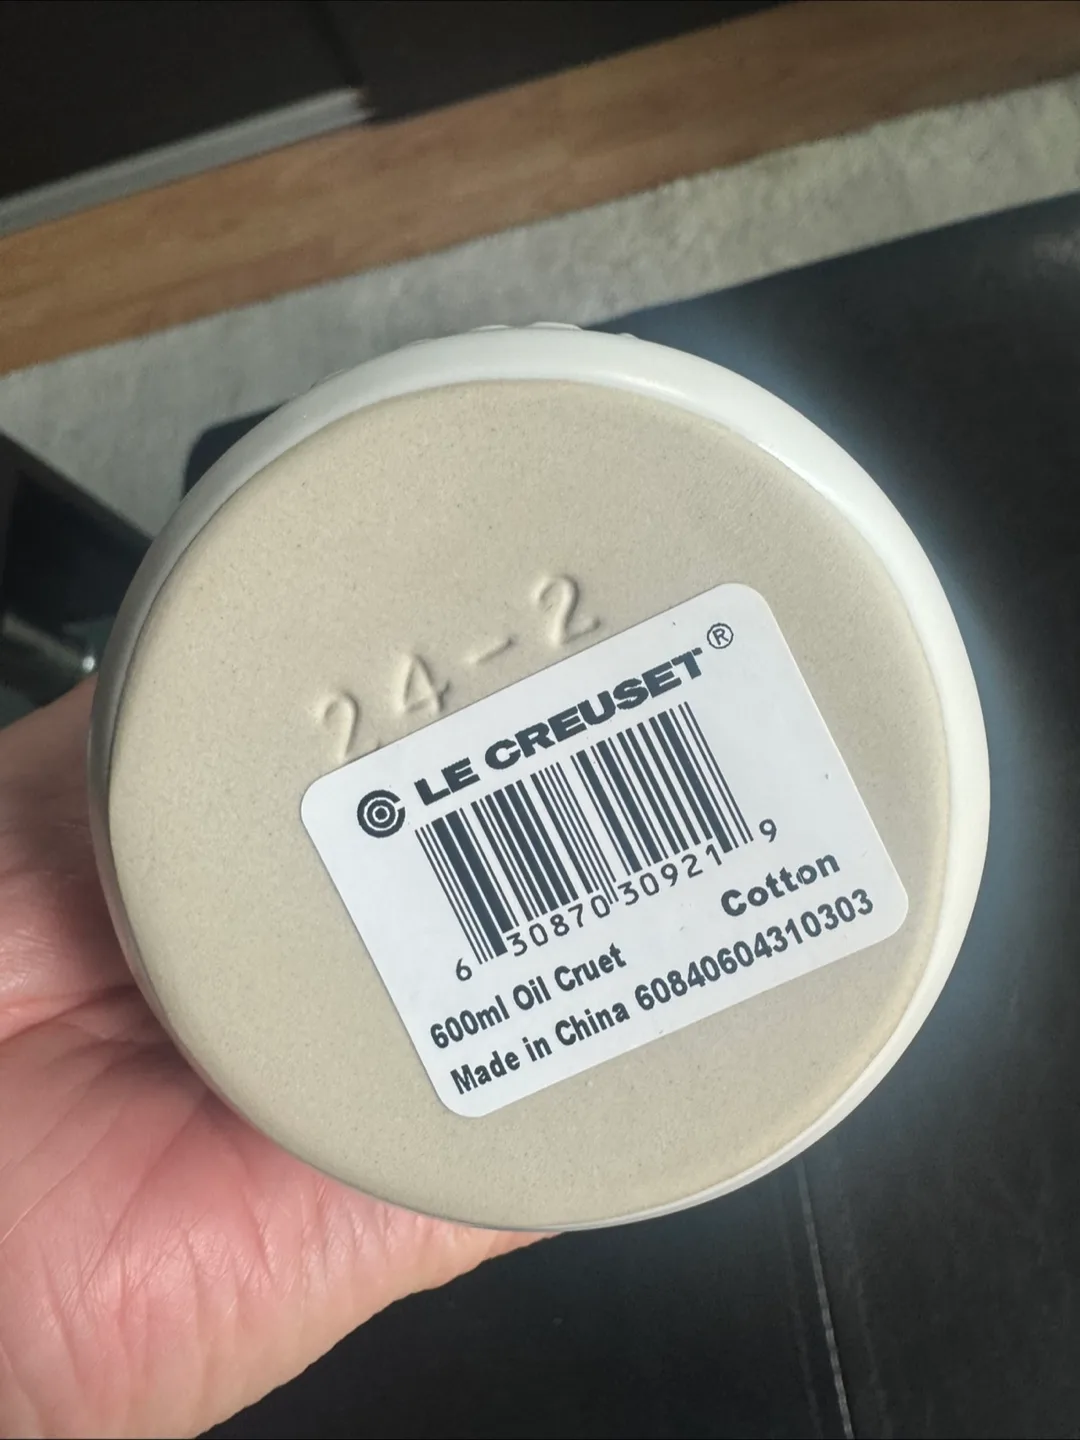 24-2
LE CREUSET®
6 30870 30921 9
Cotton
600ml Oil Cruet
Made in China 60840604310303